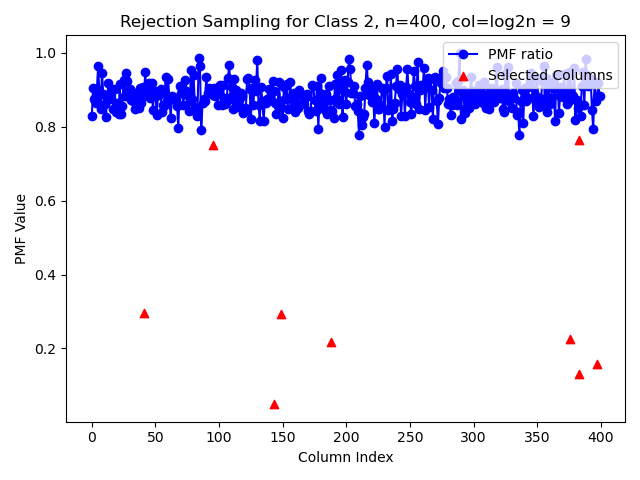 Rejection Sampling for Class 2, n=400, col=log2n = 9
PMF ratio
Selected Columns
PMF Value
1.0
0.8
0.6
0.4
0.2
0 50 100 150 200 250 300 350 400
Column Index